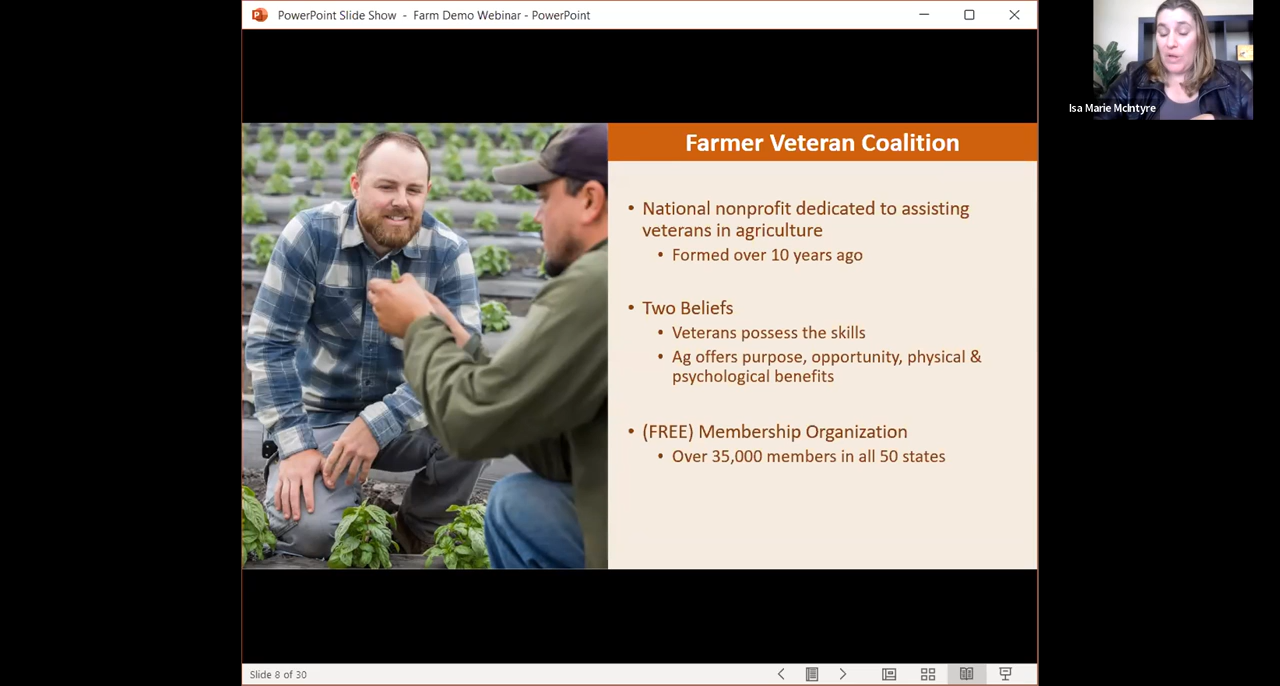 PowerPoint Slide Show - Farm Demo Webinar - PowerPoint
Isa Marie McIntyre
Farmer Veteran Coalition
• National nonprofit dedicated to assisting
veterans in agriculture
• Formed over 10 years ago
• Two Beliefs
• Veterans possess the skills
• Ag offers purpose, opportunity, physical &
psychological benefits
• (FREE) Membership Organization
• Over 35,000 members in all 50 states
Slide 8 of 30